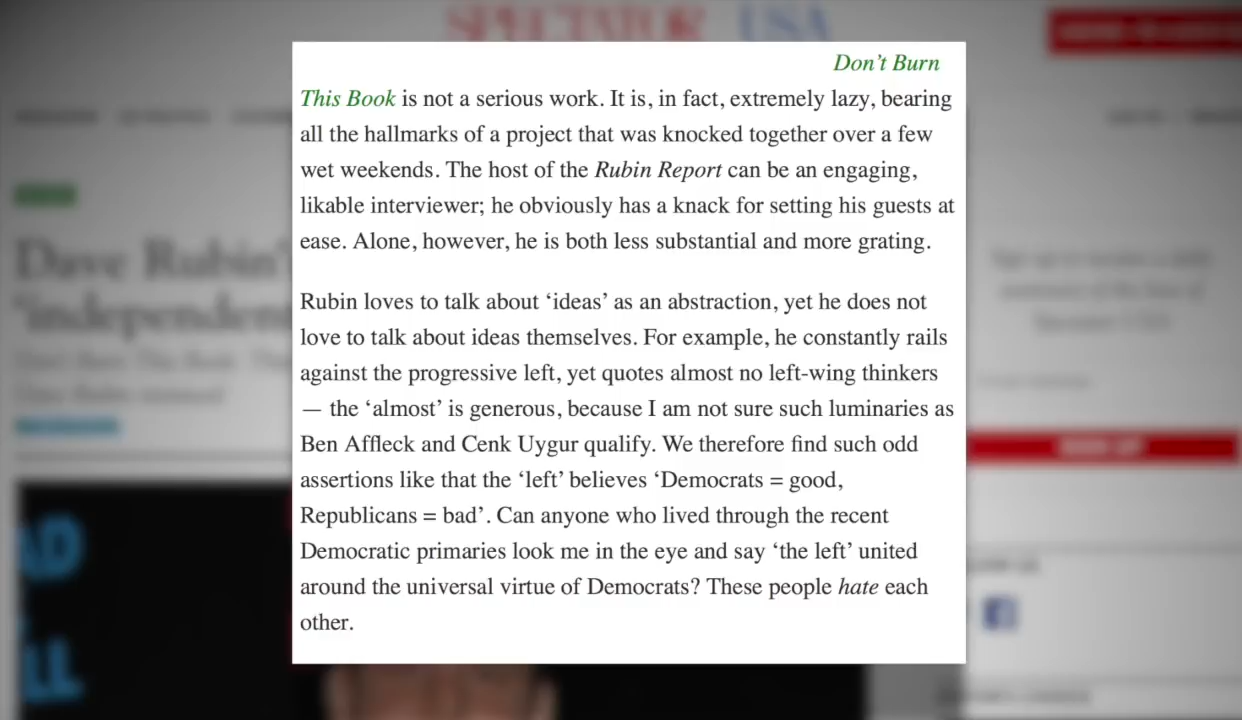 SPECTATOR USA
Don’t Burn
This Book is not a serious work. It is, in fact, extremely lazy, bearing
all the hallmarks of a project that was knocked together over a few
wet weekends. The host of the Rubin Report can be an engaging,
likable interviewer; he obviously has a knack for setting his guests at
ease. Alone, however, he is both less substantial and more grating.
Rubin loves to talk about ‘ideas’ as an abstraction, yet he does not
love to talk about ideas themselves. For example, he constantly rails
against the progressive left, yet quotes almost no left-wing thinkers
— the ‘almost’ is generous, because I am not sure such luminaries as
Ben Affleck and Cenk Uygur qualify. We therefore find such odd
assertions like that the ‘left’ believes ‘Democrats = good,
Republicans = bad’. Can anyone who lived through the recent
Democratic primaries look me in the eye and say ‘the left’ united
around the universal virtue of Democrats? These people hate each
other.
Dave Rubin’
‘independen